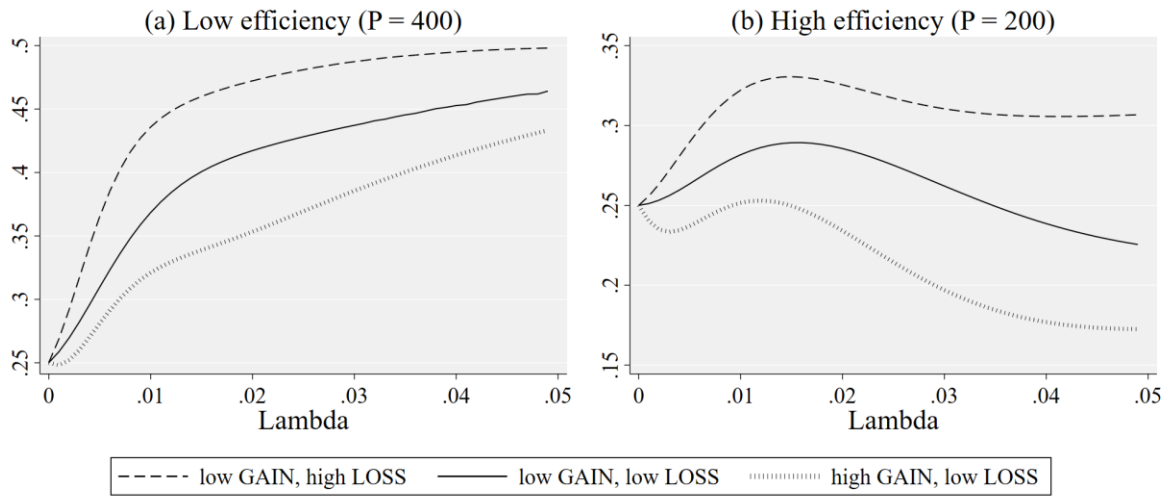 (a) Low efficiency (P = 400)
.5
.45
.4
.35
.3
.25
0 .01 .02 .03 .04 .05
Lambda
(b) High efficiency (P = 200)
.35
.3
.25
.2
.15
0 .01 .02 .03 .04 .05
Lambda
low GAIN, high LOSS low GAIN, low LOSS high GAIN, low LOSS